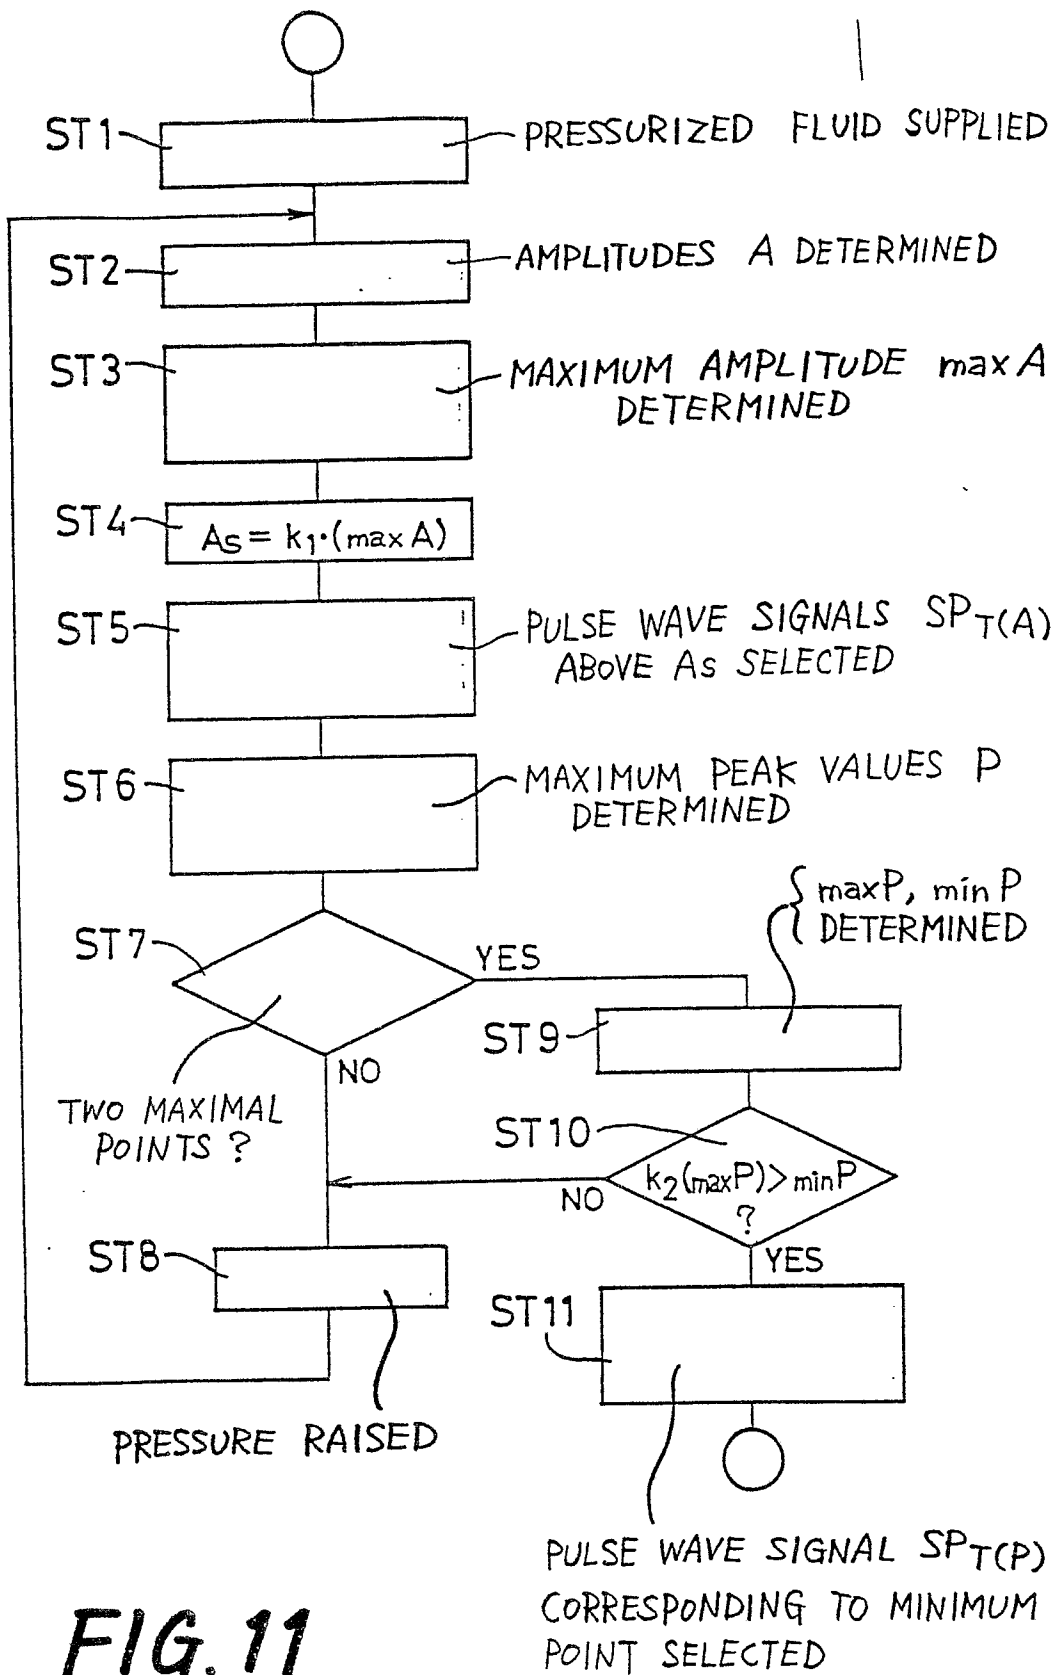 ST1
PRESSURIZED FLUID SUPPLIED
ST2
AMPLITUDES A DETERMINED
ST3
MAXIMUM AMPLITUDE max A
DETERMINED
ST4
As = k1·(max A)
ST5
PULSE WAVE SIGNALS SPT(A)
ABOVE As SELECTED
ST6
MAXIMUM PEAK VALUES P
DETERMINED
maxP, min P
DETERMINED
ST7
YES
ST9
NO
TWO MAXIMAL
POINTS ?
ST10
k2(maxP)> minP
?
NO
YES
ST8
ST11
PRESSURE RAISED
PULSE WAVE SIGNAL SPT(P)
CORRESPONDING TO MINIMUM
POINT SELECTED
FIG. 11